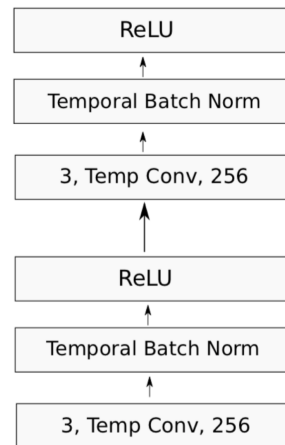 ReLU
Temporal Batch Norm
3, Temp Conv, 256
ReLU
Temporal Batch Norm
3, Temp Conv, 256